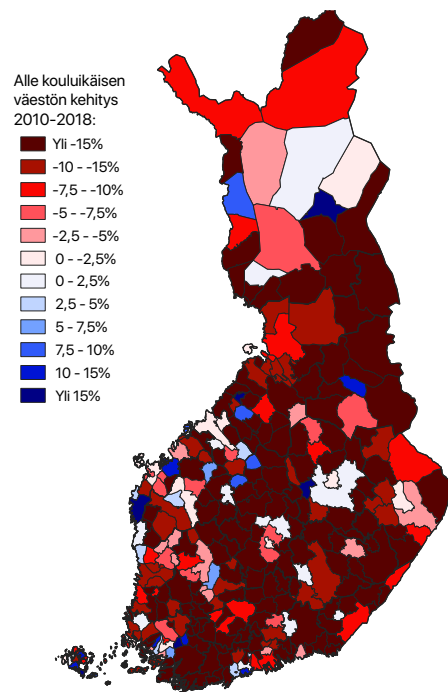 Alle kouluikäisen
väestön kehitys
2010-2018:
Yli -15%
-10 - -15%
-7,5 - -10%
-5 - -7,5%
-2,5 - -5%
0 - -2,5%
0 - 2,5%
2,5 - 5%
5 - 7,5%
7,5 - 10%
10 - 15%
Yli 15%